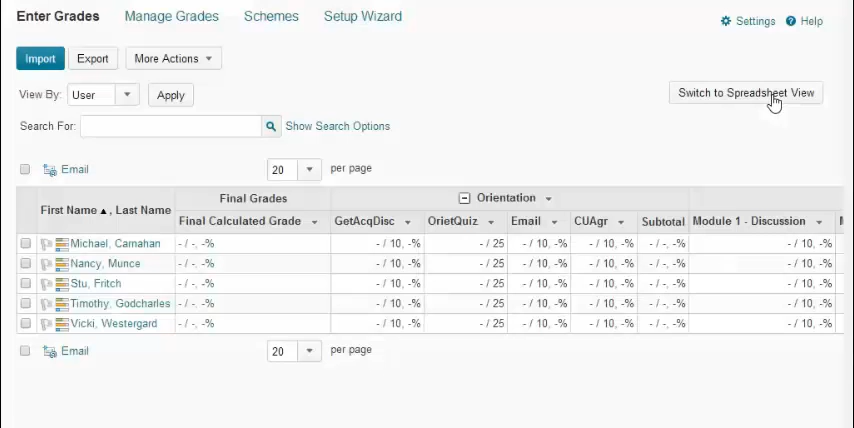 Enter Grades Manage Grades Schemes Setup Wizard Settings Help
Import Export More Actions
View By: User Apply Switch to Spreadsheet View
Search For: Show Search Options
Email 20 per page
Final Grades Orientation
First Name , Last Name Final Calculated Grade GetAcqDisc OrietQuiz Email CUAgr Subtotal Module 1 - Discussion
Michael, Carnahan - / -, -% - / 10, -% - / 25 - / 10, -% - / 10, -% - / -, -% - / 10, -%
Nancy, Munce - / -, -% - / 10, -% - / 25 - / 10, -% - / 10, -% - / -, -% - / 10, -%
Stu, Fritch - / -, -% - / 10, -% - / 25 - / 10, -% - / 10, -% - / -, -% - / 10, -%
Timothy, Godcharles - / -, -% - / 10, -% - / 25 - / 10, -% - / 10, -% - / -, -% - / 10, -%
Vicki, Westergard - / -, -% - / 10, -% - / 25 - / 10, -% - / 10, -% - / -, -% - / 10, -%
Email 20 per page